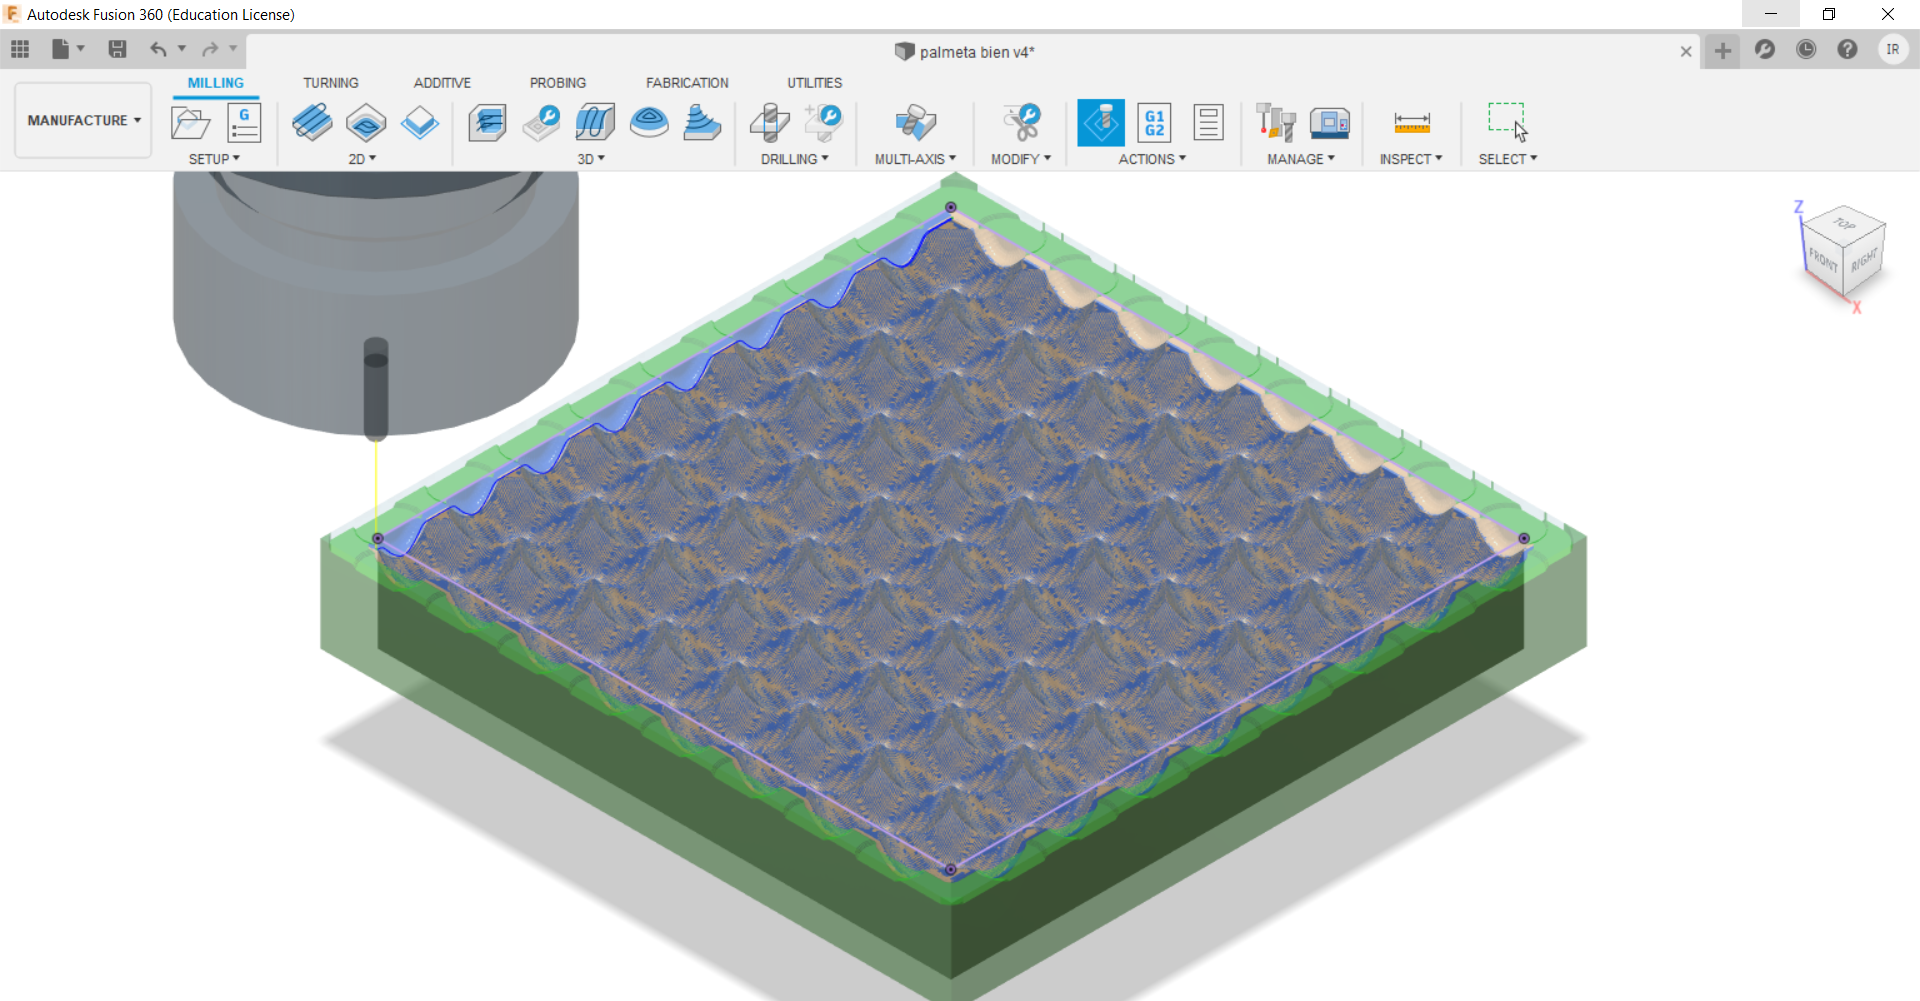 Autodesk Fusion 360 (Education License)
palmeta bien v4*
IR
MILLING TURNING ADDITIVE PROBING FABRICATION UTILITIES
MANUFACTURE
G
G1
G2
SETUP 2D 3D DRILLING MULTI-AXIS MODIFY ACTIONS MANAGE INSPECT SELECT
Z
TOP
FRONT RIGHT
X